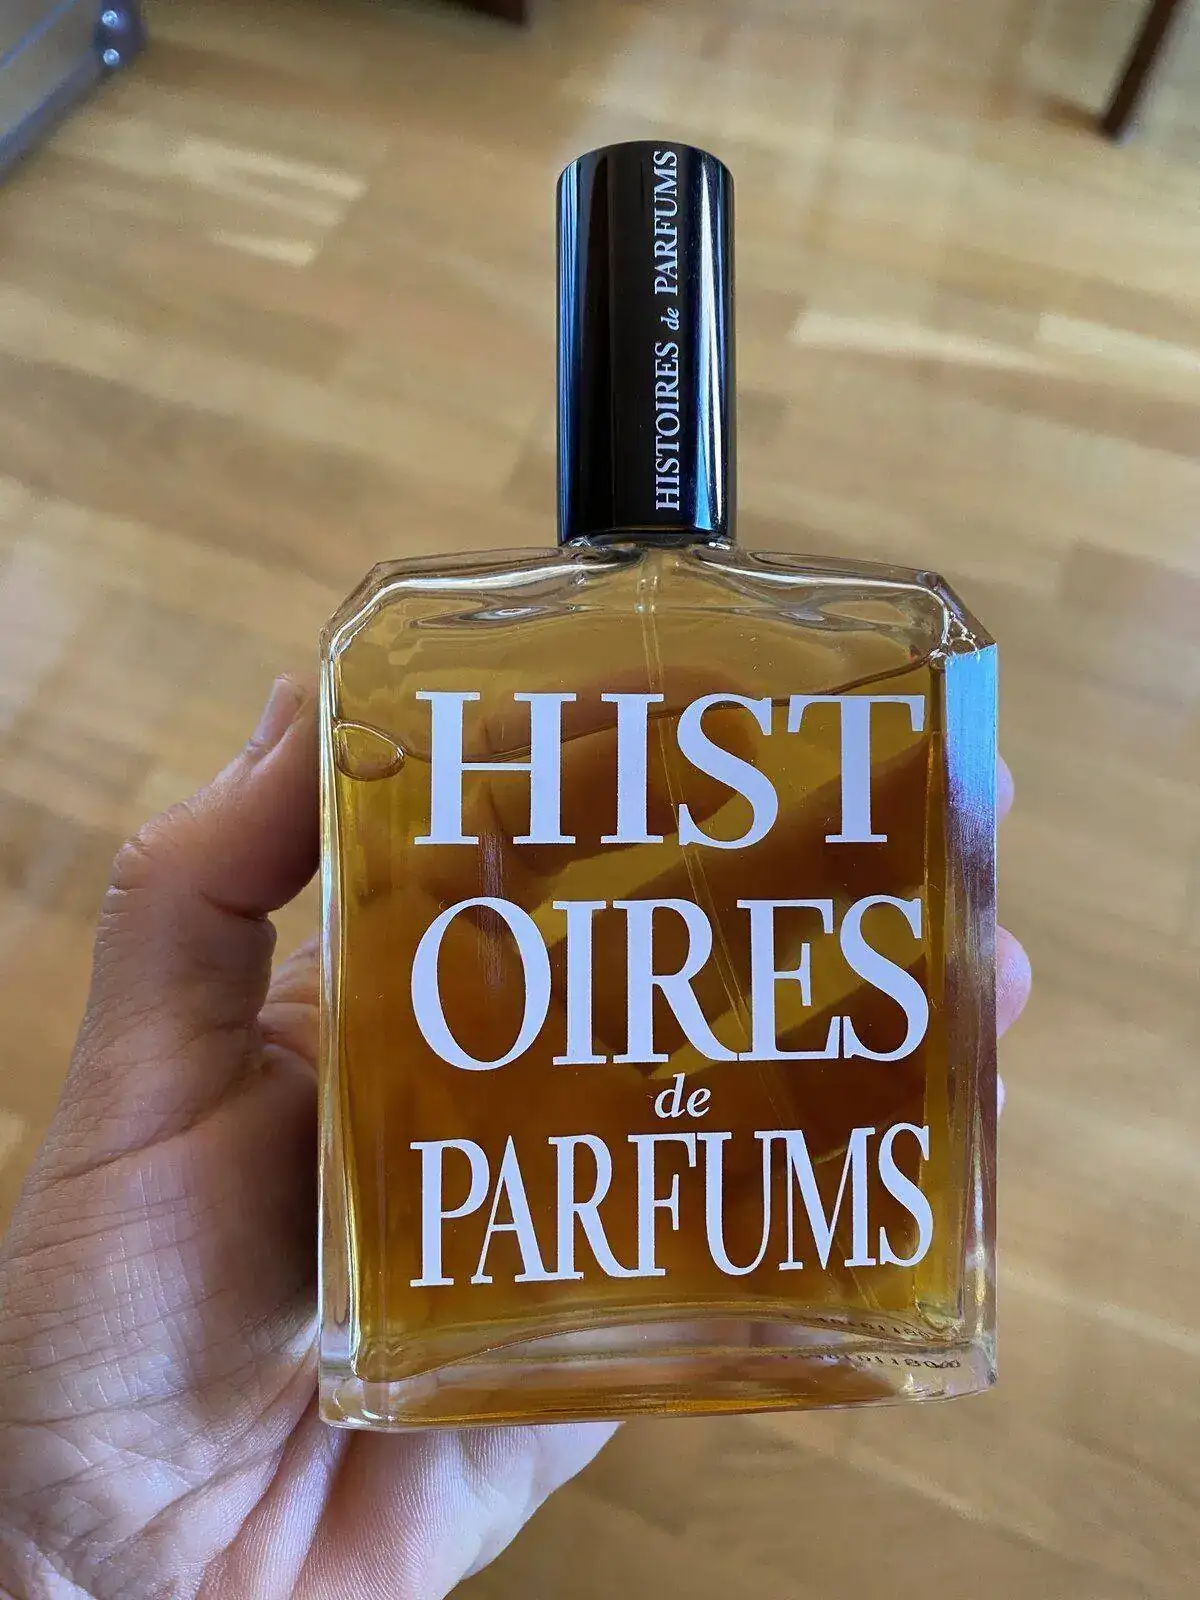 HISTOIRES de PARFUMS
HIST
OIRES
de
PARFUMS